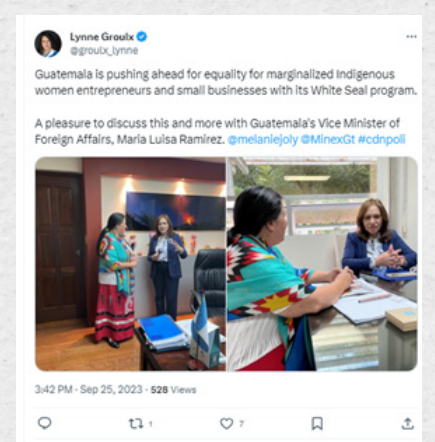 Lynne Groulx
@groulx_lynne
Guatemala is pushing ahead for equality for marginalized Indigenous
women entrepreneurs and small businesses with its White Seal program.
A pleasure to discuss this and more with Guatemala's Vice Minister of
Foreign Affairs, Maria Luisa Ramirez. @melaniejoly @MinexGt #cdnpoli
3:42 PM · Sep 25, 2023 · 528 Views
1
7